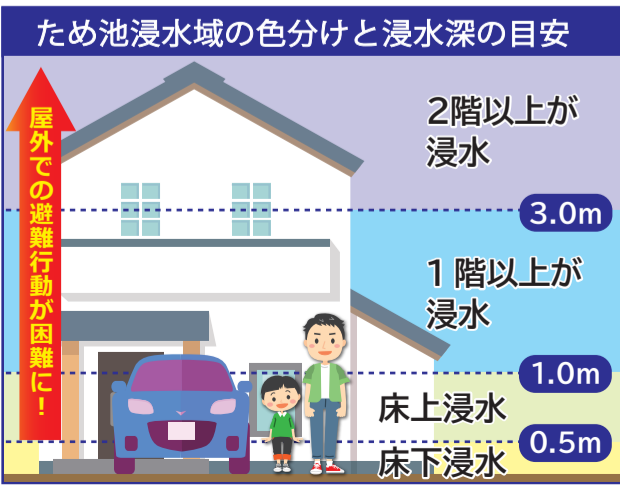 ため池浸水域の色分けと浸水深の目安
屋外での避難行動が困難に！
2階以上が
浸水
3.0m
1階以上が
浸水
1.0m
床上浸水
0.5m
床下浸水